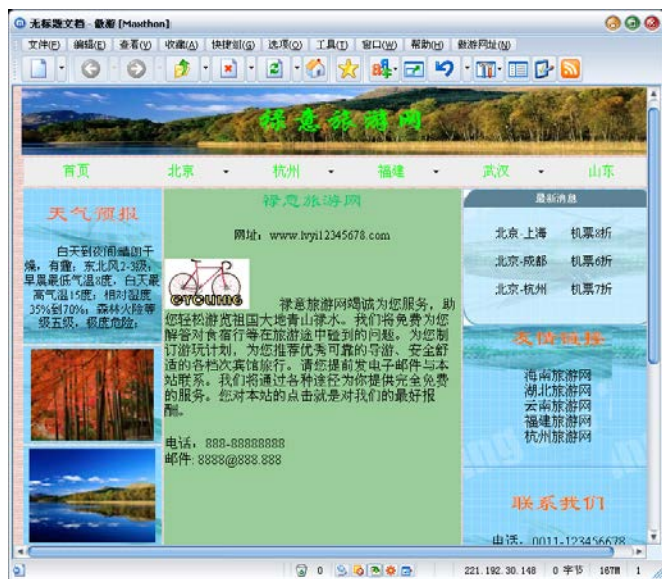 无标题文档 - 傲游 [Maxthon]
文件(F) 编辑(E) 查看(V) 收藏(A) 快捷组(G) 选项(O) 工具(T) 窗口(W) 帮助(H) 傲游网址(N)
禄意旅游网
首页 北京 杭州 福建 武汉 山东
天气预报
白天到夜间晴朗干
燥，有霾；东北风2-3级；
早晨最低气温8度，白天最
高气温15度；相对湿度
35%到70%；森林火险等
级五级，极度危险；
禄意旅游网
网址：www.lvyi12345678.com
CYCLING
禄意旅游网竭诚为您服务，助
您轻松游览祖国大地青山禄水。我们将免费为您
解答对食宿行等在旅游途中碰到的问题。为您制
订游玩计划，为您推荐优秀可靠的导游、安全舒
适的各档次宾馆旅行。请您提前发电子邮件与本
站联系。我们将通过各种途径为你提供完全免费
的服务。您对本站的点击就是对我们的最好报
酬。
电话：888-88888888
邮件: 8888@888.888
最新消息
北京-上海 机票8折
北京-成都 机票6折
北京-杭州 机票7折
友情链接
海南旅游网
湖北旅游网
云南旅游网
福建旅游网
杭州旅游网
联系我们
电话：0011-123456678
0 221.192.30.148 0 字节 167M 1